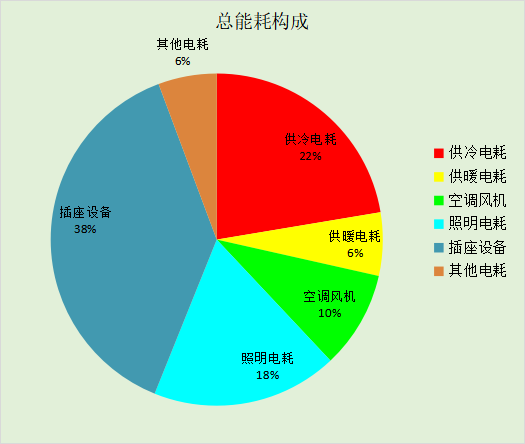 总能耗构成
其他电耗
6%
供冷电耗
22%
供暖电耗
6%
空调风机
10%
照明电耗
18%
插座设备
38%
供冷电耗
供暖电耗
空调风机
照明电耗
插座设备
其他电耗